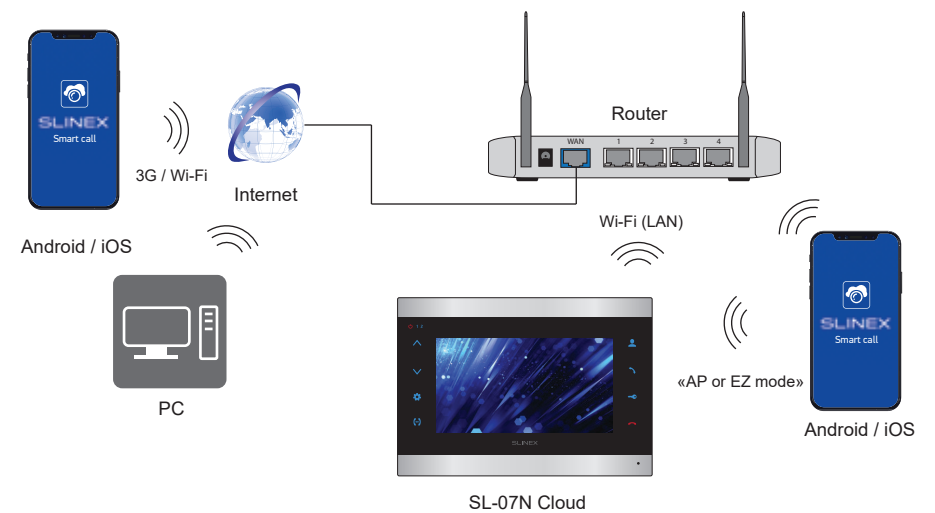 SLINEX
Smart call
3G / Wi-Fi
Android / iOS
Internet
PC
Router
WAN
1
2
3
4
Wi-Fi (LAN)
SLINEX
SL-07N Cloud
«AP or EZ mode»
SLINEX
Smart call
Android / iOS